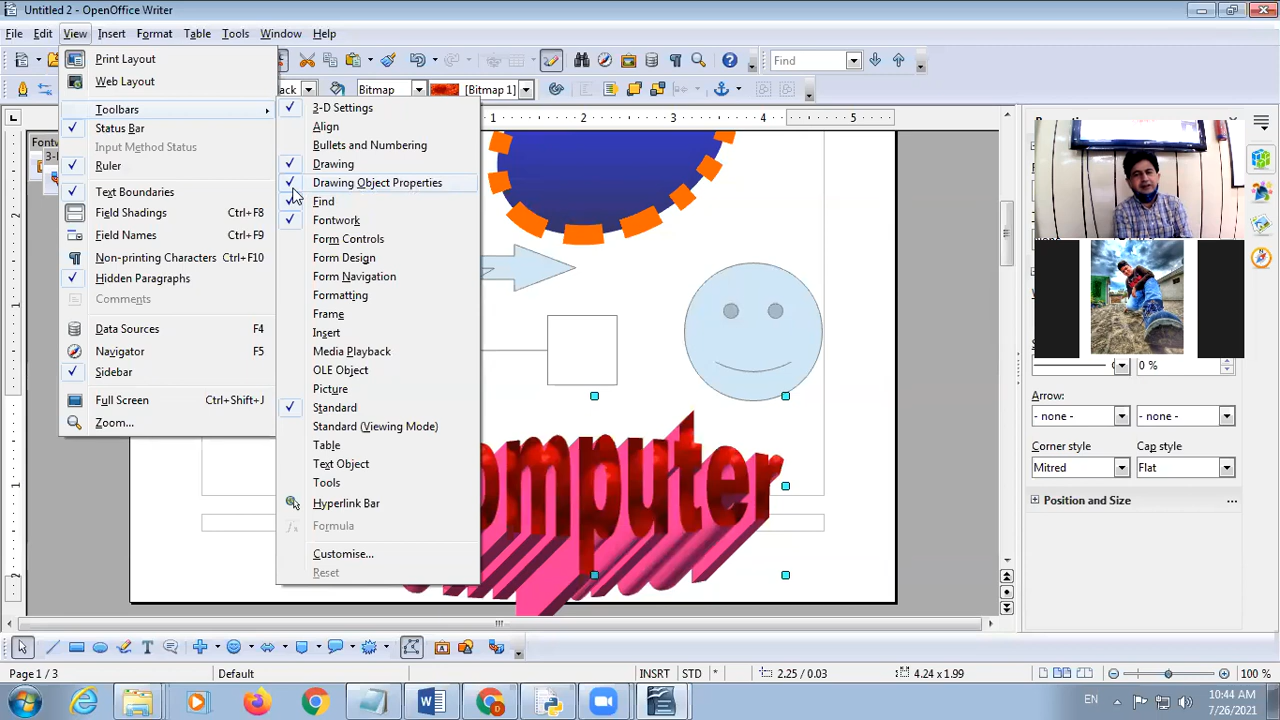 Untitled 2 - OpenOffice Writer
File Edit View Insert Format Table Tools Window Help
Find
Bitmap [Bitmap 1]
Print Layout
Web Layout
Toolbars
Status Bar
Input Method Status
Ruler
Text Boundaries
Field Shadings Ctrl+F8
Field Names Ctrl+F9
Non-printing Characters Ctrl+F10
Hidden Paragraphs
Comments
Data Sources F4
Navigator F5
Sidebar
Full Screen Ctrl+Shift+J
Zoom...
3-D Settings
Align
Bullets and Numbering
Drawing
Drawing Object Properties
Find
Fontwork
Form Controls
Form Design
Form Navigation
Formatting
Frame
Insert
Media Playback
OLE Object
Picture
Standard
Standard (Viewing Mode)
Table
Text Object
Tools
Hyperlink Bar
Formula
Customise...
Reset
1 2 3 4 5
0 %
Arrow:
- none - - none -
Corner style Cap style
Mitred Flat
Position and Size
Computer
Page 1 / 3 Default INSRT STD * 2.25 / 0.03 4.24 x 1.99 100 %
EN 10:44 AM
7/26/2021